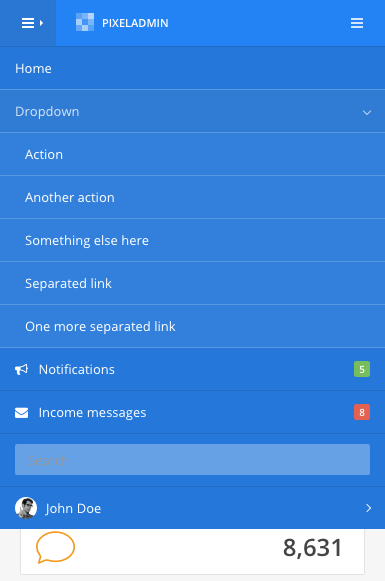 PIXELADMIN
Home
Dropdown
Action
Another action
Something else here
Separated link
One more separated link
Notifications 5
Income messages 8
Search
John Doe
8,631